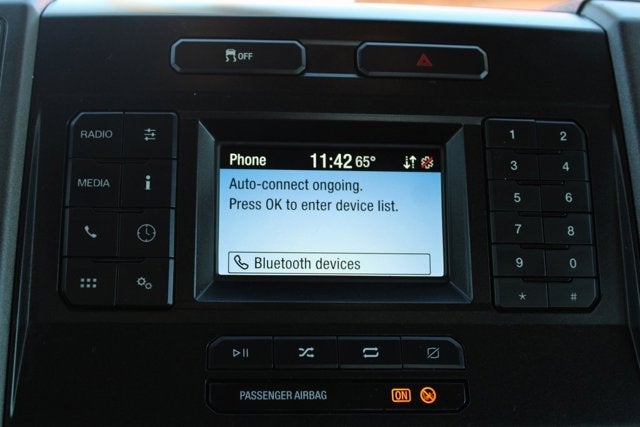 OFF
RADIO
MEDIA
Phone 11:42 65°
Auto-connect ongoing.
Press OK to enter device list.
Bluetooth devices
1 2
3 4
5 6
7 8
9 0
* #
PASSENGER AIRBAG ON